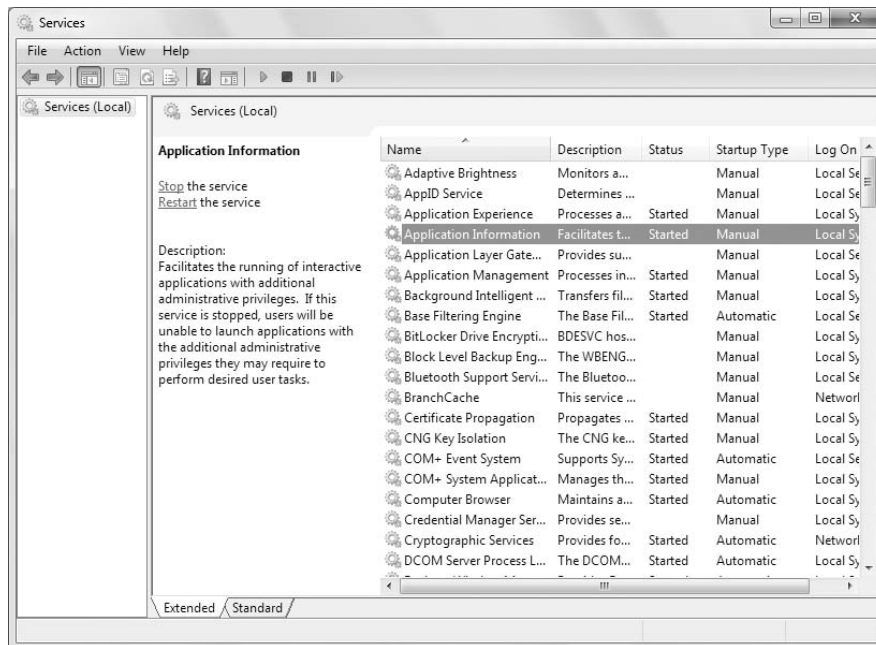 Services
File Action View Help
Services (Local)
Services (Local)
Application Information
Stop the service
Restart the service
Description:
Facilitates the running of interactive
applications with additional
administrative privileges. If this
service is stopped, users will be
unable to launch applications with
the additional administrative
privileges they may require to
perform desired user tasks.
Name Description Status Startup Type Log On
Adaptive Brightness Monitors a... Manual Local Se
AppID Service Determines ... Manual Local Se
Application Experience Processes a... Started Manual Local Sy
Application Information Facilitates t... Started Manual Local Sy
Application Layer Gate... Provides su... Manual Local Se
Application Management Processes in... Started Manual Local Sy
Background Intelligent ... Transfers fil... Started Manual Local Sy
Base Filtering Engine The Base Fil... Started Automatic Local Se
BitLocker Drive Encrypti... BDESVC hos... Manual Local Sy
Block Level Backup Eng... The WBENG... Manual Local Sy
Bluetooth Support Servi... The Bluetoo... Manual Local Se
BranchCache This service ... Manual Networ
Certificate Propagation Propagates ... Started Manual Local Sy
CNG Key Isolation The CNG ke... Started Manual Local Sy
COM+ Event System Supports Sy... Started Automatic Local Se
COM+ System Applicat... Manages th... Started Manual Local Sy
Computer Browser Maintains a... Started Automatic Local Sy
Credential Manager Ser... Provides se... Manual Local Sy
Cryptographic Services Provides fo... Started Automatic Networ
DCOM Server Process L... The DCOM... Started Automatic Local Sy
Extended Standard